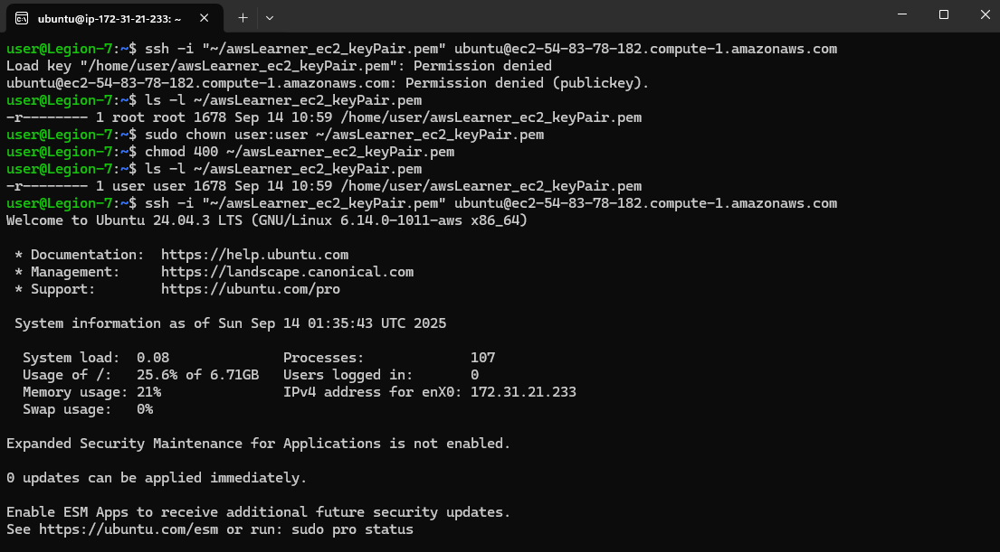 ubuntu@ip-172-31-21-233: ~
user@Legion-7:~$ ssh -i "~/awsLearner_ec2_keyPair.pem" ubuntu@ec2-54-83-78-182.compute-1.amazonaws.com
Load key "/home/user/awsLearner_ec2_keyPair.pem": Permission denied
ubuntu@ec2-54-83-78-182.compute-1.amazonaws.com: Permission denied (publickey).
user@Legion-7:~$ ls -l ~/awsLearner_ec2_keyPair.pem
-r-------- 1 root root 1678 Sep 14 10:59 /home/user/awsLearner_ec2_keyPair.pem
user@Legion-7:~$ sudo chown user:user ~/awsLearner_ec2_keyPair.pem
user@Legion-7:~$ chmod 400 ~/awsLearner_ec2_keyPair.pem
user@Legion-7:~$ ls -l ~/awsLearner_ec2_keyPair.pem
-r-------- 1 user user 1678 Sep 14 10:59 /home/user/awsLearner_ec2_keyPair.pem
user@Legion-7:~$ ssh -i "~/awsLearner_ec2_keyPair.pem" ubuntu@ec2-54-83-78-182.compute-1.amazonaws.com
Welcome to Ubuntu 24.04.3 LTS (GNU/Linux 6.14.0-1011-aws x86_64)
* Documentation:  https://help.ubuntu.com
* Management:     https://landscape.canonical.com
* Support:        https://ubuntu.com/pro
System information as of Sun Sep 14 01:35:43 UTC 2025
System load:  0.08               Processes:             107
Usage of /:   25.6% of 6.71GB   Users logged in:       0
Memory usage: 21%                IPv4 address for enX0: 172.31.21.233
Swap usage:   0%
Expanded Security Maintenance for Applications is not enabled.
0 updates can be applied immediately.
Enable ESM Apps to receive additional future security updates.
See https://ubuntu.com/esm or run: sudo pro status